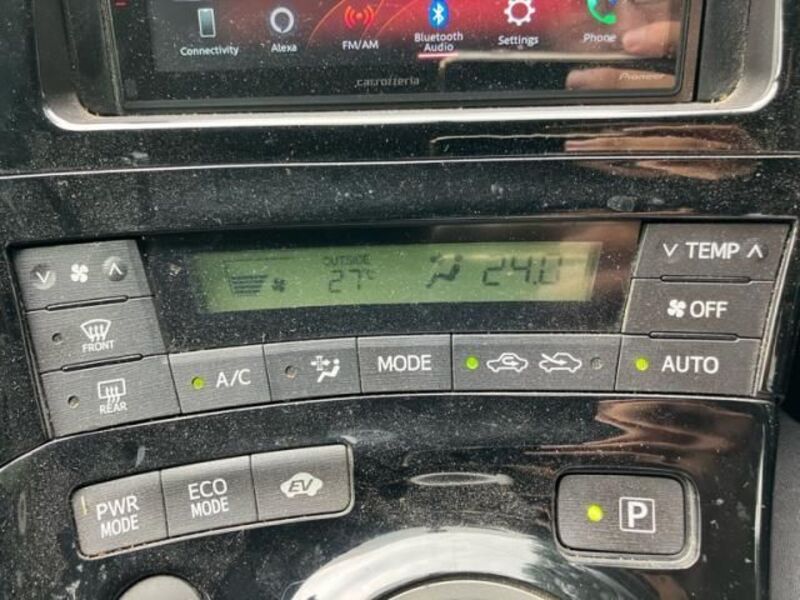 Connectivity
Alexa
FM/AM
Bluetooth
Audio
Settings
Phone
carrozzeria
Pioneer
OUTSIDE
27°C
24.0
TEMP
OFF
FRONT
REAR
A/C
MODE
AUTO
PWR
MODE
ECO
MODE
EV
P